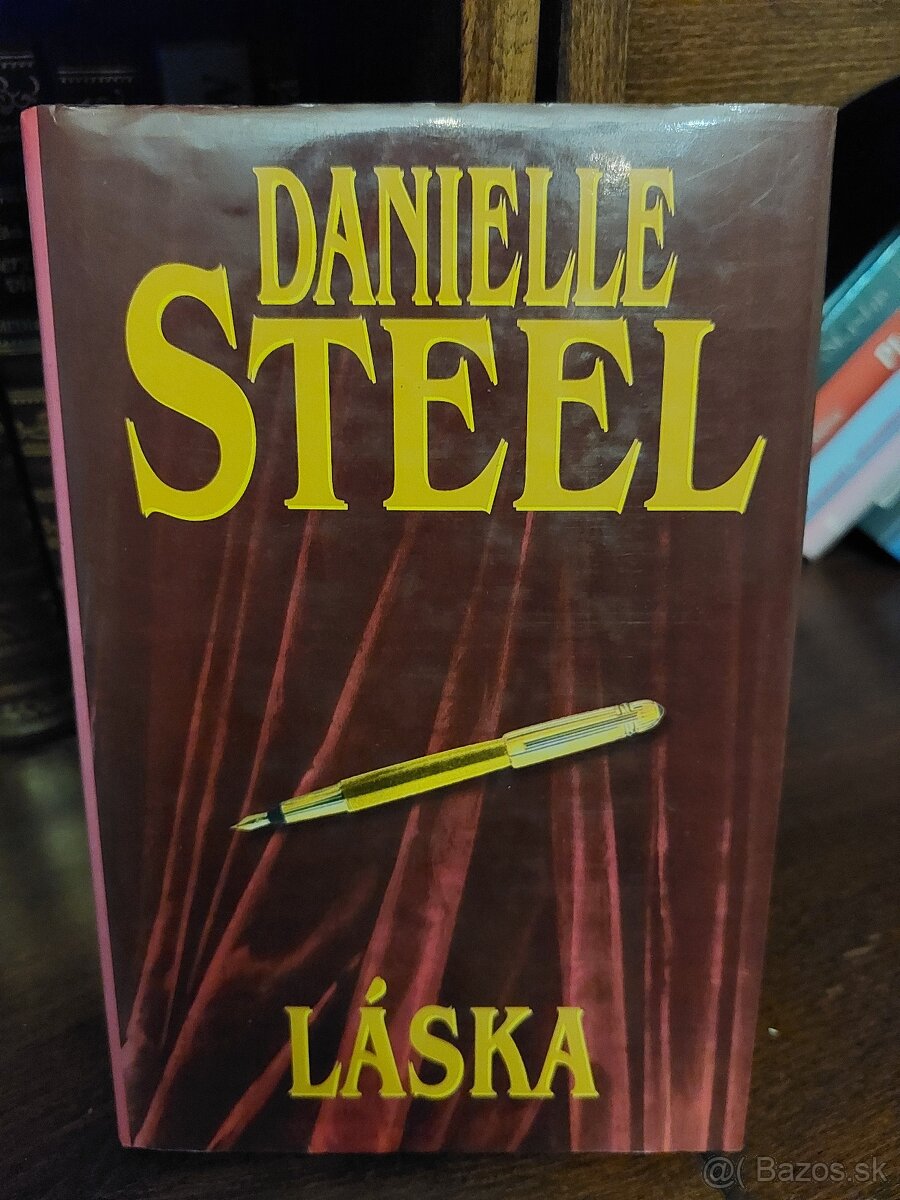 DANIELLE
STEEL
LÁSKA
@( Bazos.sk